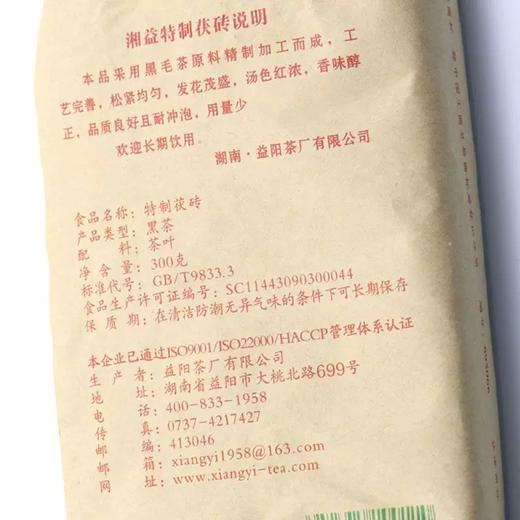 湘益特制茯砖说明
本品采用黑毛茶原料精制加工而成，工
艺完善，松紧均匀，发花茂盛，汤色红浓，香味醇
正，品质良好且耐冲泡，用量少
欢迎长期饮用。
湖南·益阳茶厂有限公司
食品名称：特制茯砖
产品类型：黑茶
配 料：茶叶
净 含 量：300克
标准代号：GB/T9833.3
食品生产许可证编号：SC11443090300044
保 质 期：在清洁防潮无异气味的条件下可长期保存
本企业已通过ISO9001/ISO22000/HACCP管理体系认证
生 产 者：益阳茶厂有限公司
地 址：湖南省益阳市大桃北路699号
电 话：400-833-1958
传 真：0737-4217427
邮 编：413046
邮 箱：xiangyi1958@163.com
网 址：www.xiangyi-tea.com